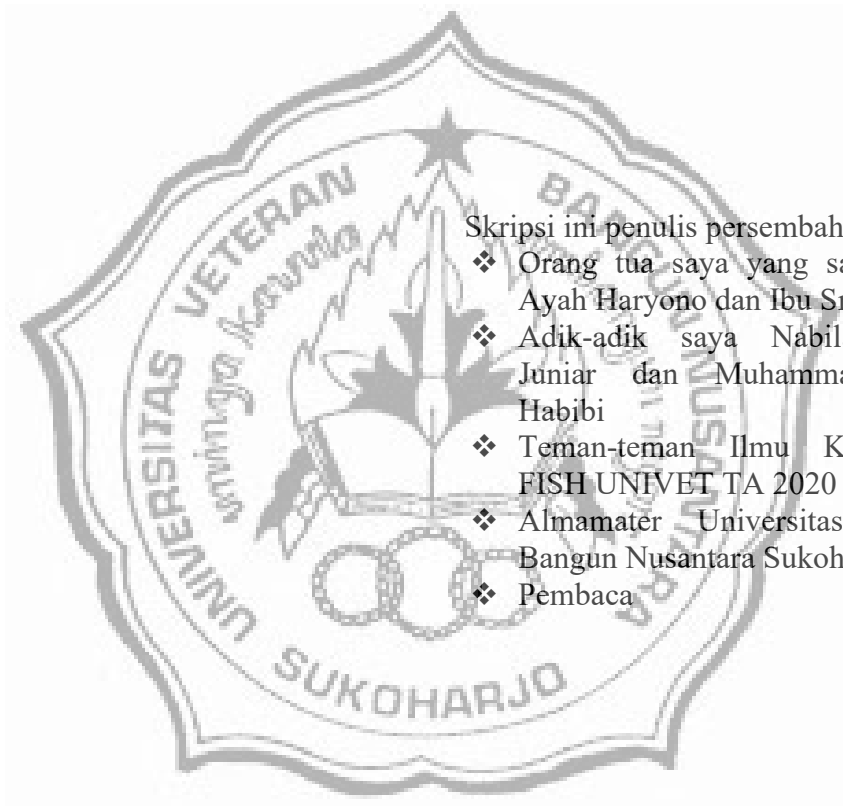 UNIVERSITAS VETERAN BANGUN NUSANTARA
SUKOHARJO
Skripsi ini penulis persembah
❖ Orang tua saya yang sa
Ayah Haryono dan Ibu Sr
❖ Adik-adik saya Nabil
Juniar dan Muhamma
Habibi
❖ Teman-teman Ilmu K
FISH UNIVET TA 2020
❖ Almamater Universitas
Bangun Nusantara Sukoh
❖ Pembaca